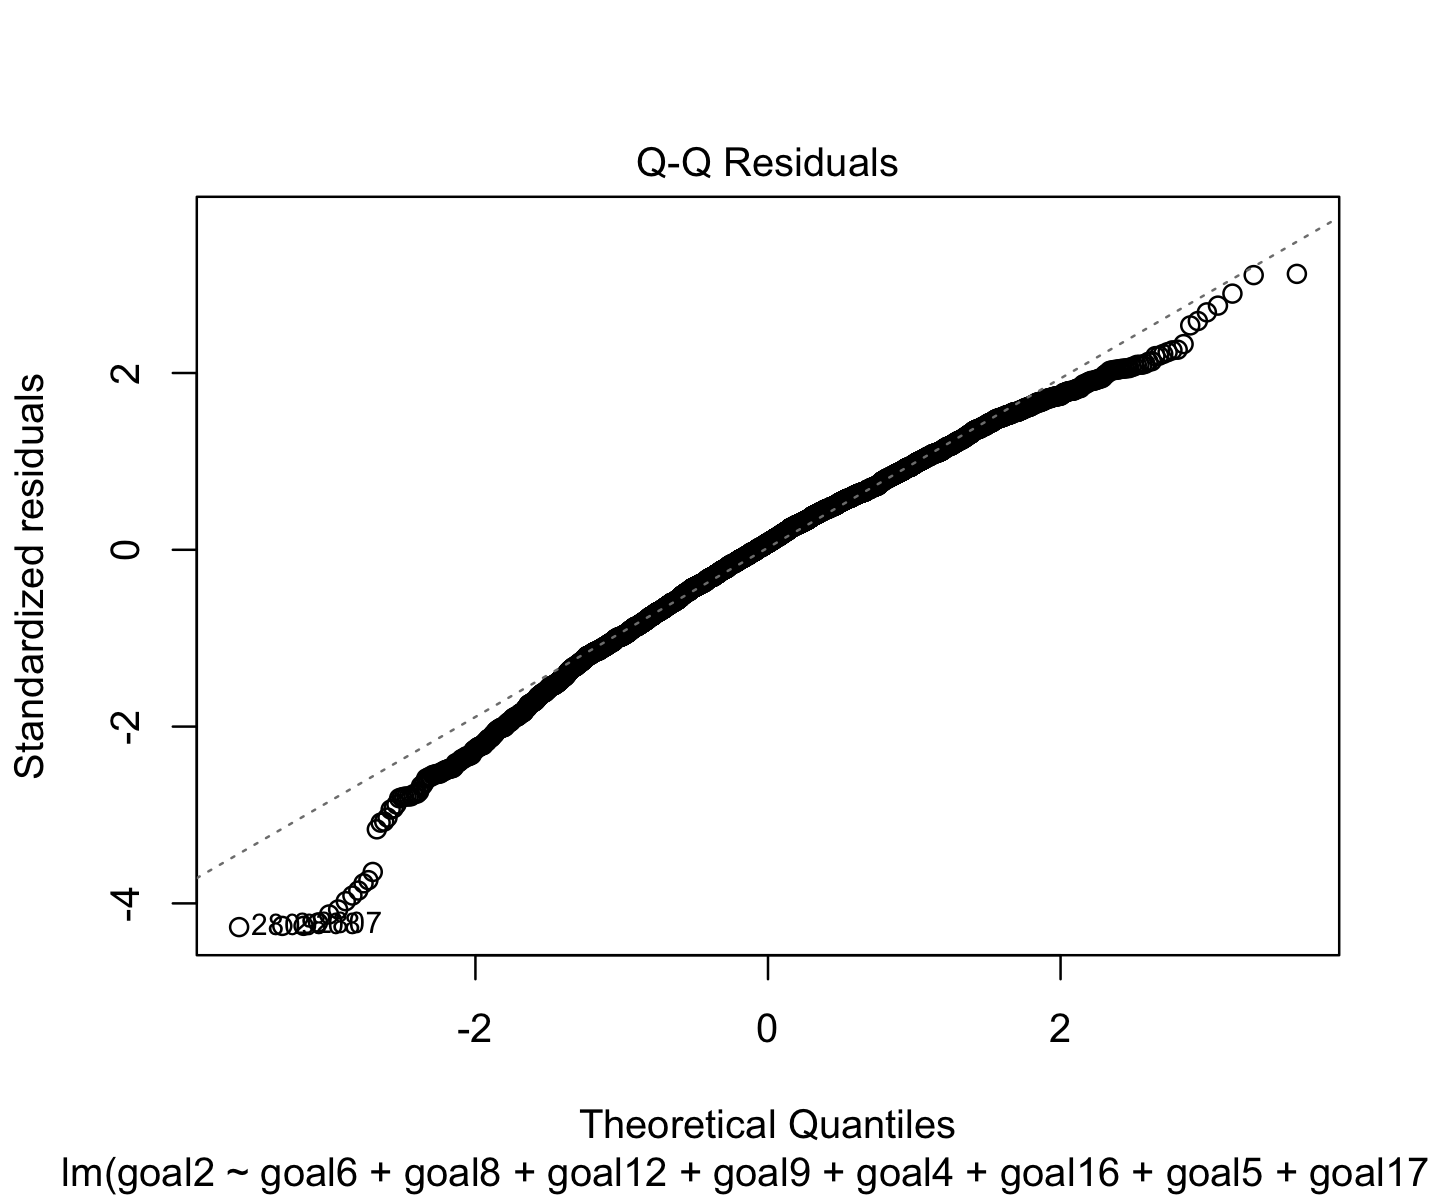 Q-Q Residuals
Standardized residuals
2
0
-2
-4
-2
0
2
Theoretical Quantiles
lm(goal2 ~ goal6 + goal8 + goal12 + goal9 + goal4 + goal16 + goal5 + goal17